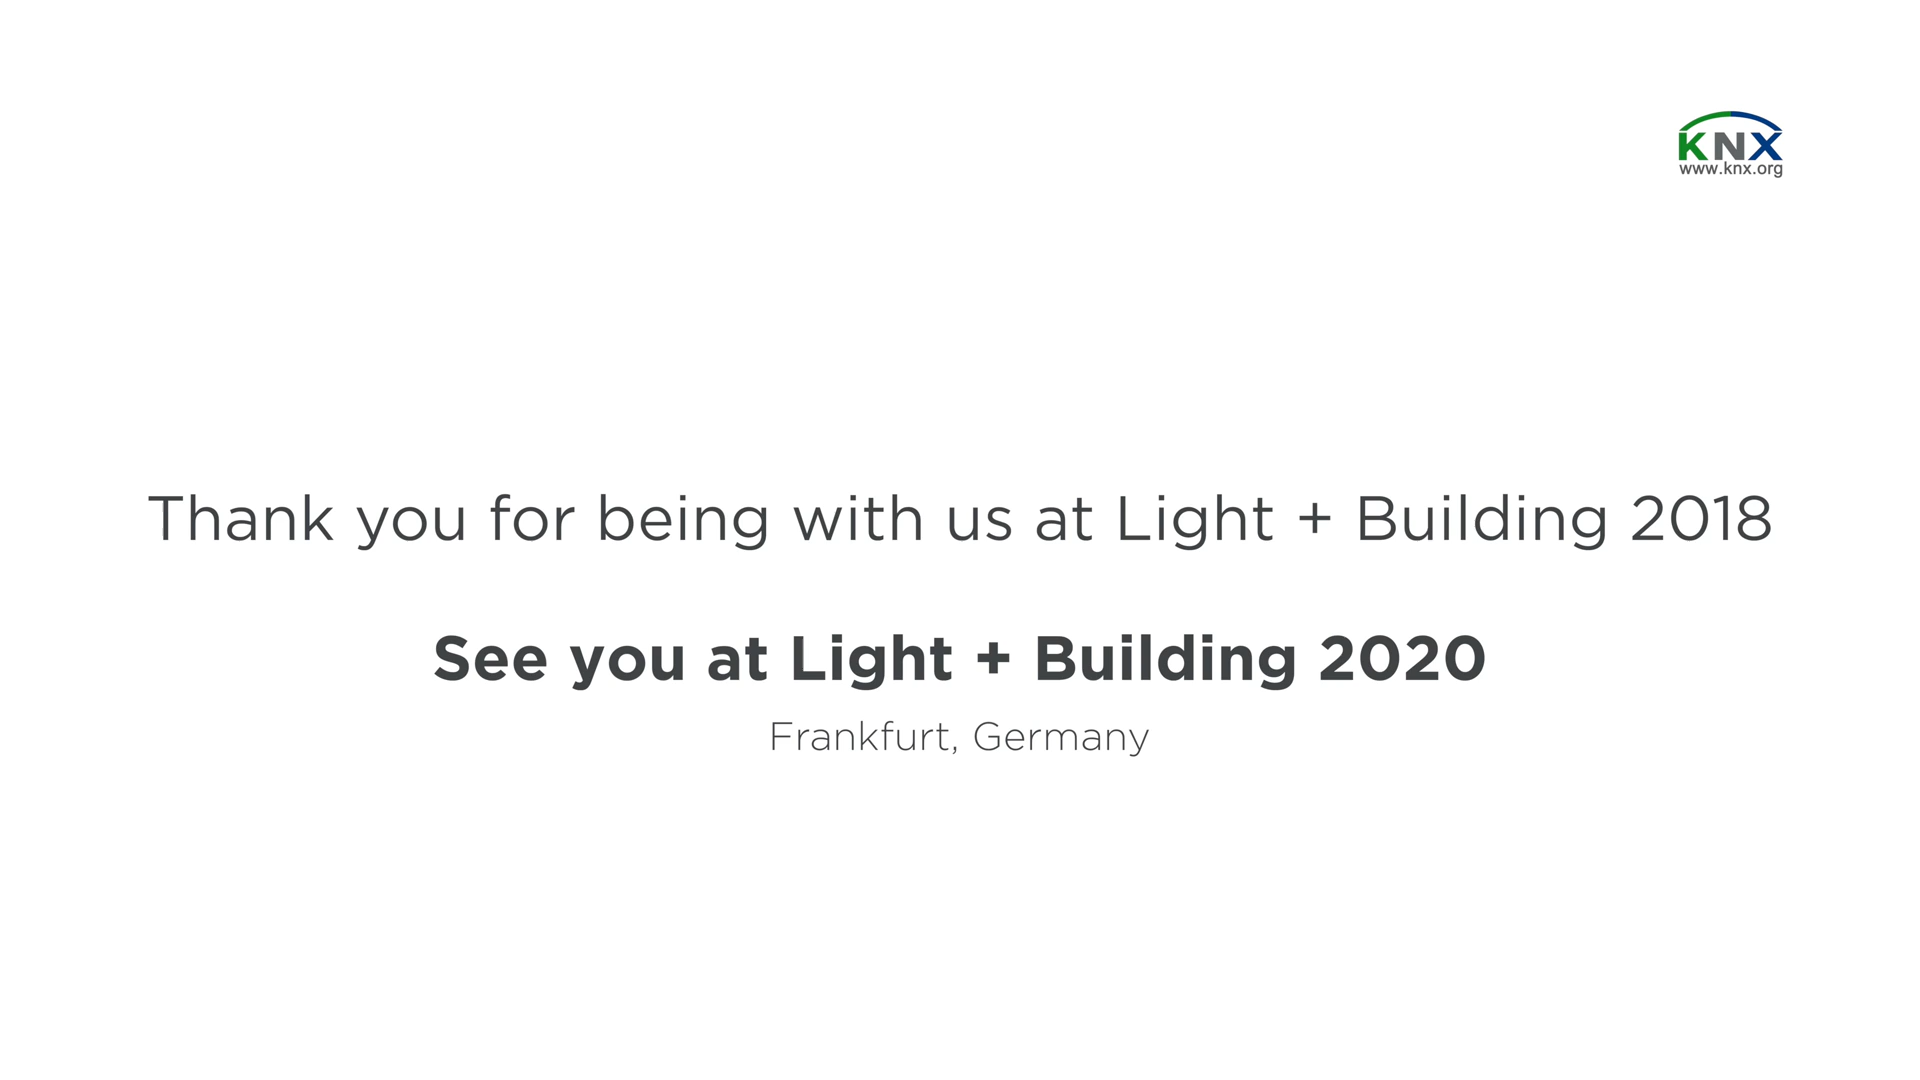 KNX
www.knx.org
Thank you for being with us at Light + Building 2018
See you at Light + Building 2020
Frankfurt, Germany